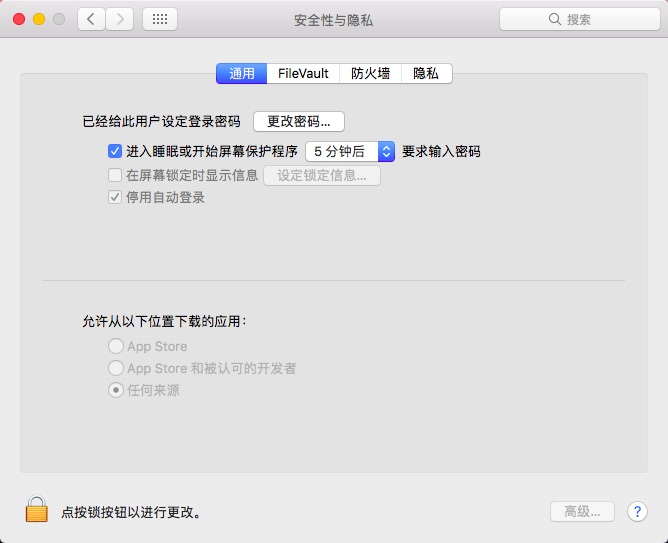 安全性与隐私
搜索
通用 FileVault 防火墙 隐私
已经给此用户设定登录密码 更改密码...
进入睡眠或开始屏幕保护程序 5 分钟后 要求输入密码
在屏幕锁定时显示信息 设定锁定信息...
停用自动登录
允许从以下位置下载的应用：
App Store
App Store 和被认可的开发者
任何来源
点按锁按钮以进行更改。
高级... ?